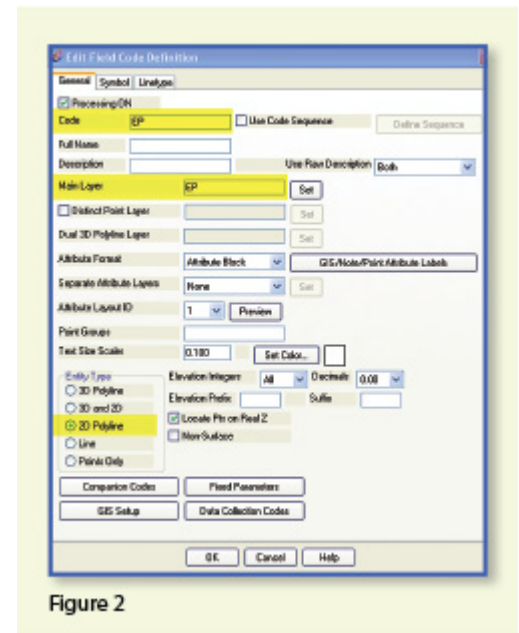 Edit Field Code Definition
General Symbol Linetype
Processing ON
Code EP Use Code Sequence Define Sequence
Full Name
Description Use Raw Description Both
Main Layer EP Set
Distinct Point Layer Set
Dual 3D Polyline Layer Set
Attribute Format Attribute Block GIS/Note/Point Attribute Labels
Separate Attribute Layers None Set
Attribute Layout ID 1 Preview
Point Groups
Text Size Scaler 0.100 Set Color...
Entity Type Elevation Integers All Decimals 0.00
3D Polyline Elevation Prefix Suffix
3D and 2D Locate Pts on Real Z
2D Polyline Non-Surface
Line
Points Only
Companion Codes Fixed Parameters
GIS Setup Data Collection Codes
OK Cancel Help
Figure 2